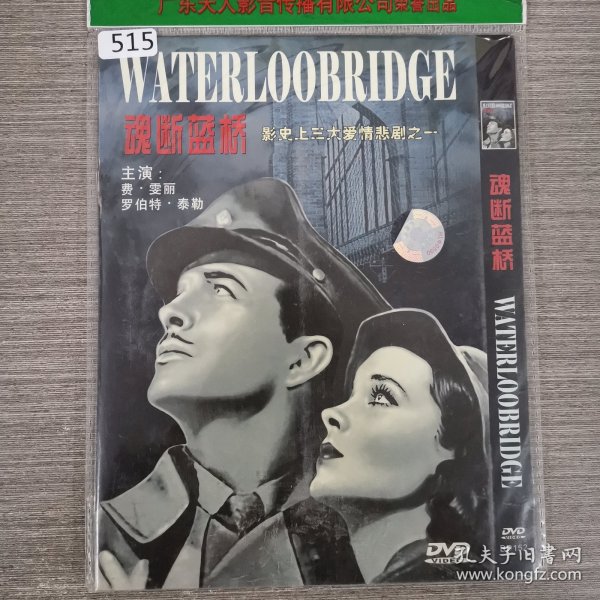 广东天人影音传播有限公司荣誉出品
515
WATERLOOBRIDGE
魂断蓝桥
影史上三大爱情悲剧之一
主演：
费·雯丽
罗伯特·泰勒
魂断蓝桥
WATERLOOBRIDGE
DVD
VIDEO
DVD
VIDEO
孔夫子旧书网
www.kongfz.com